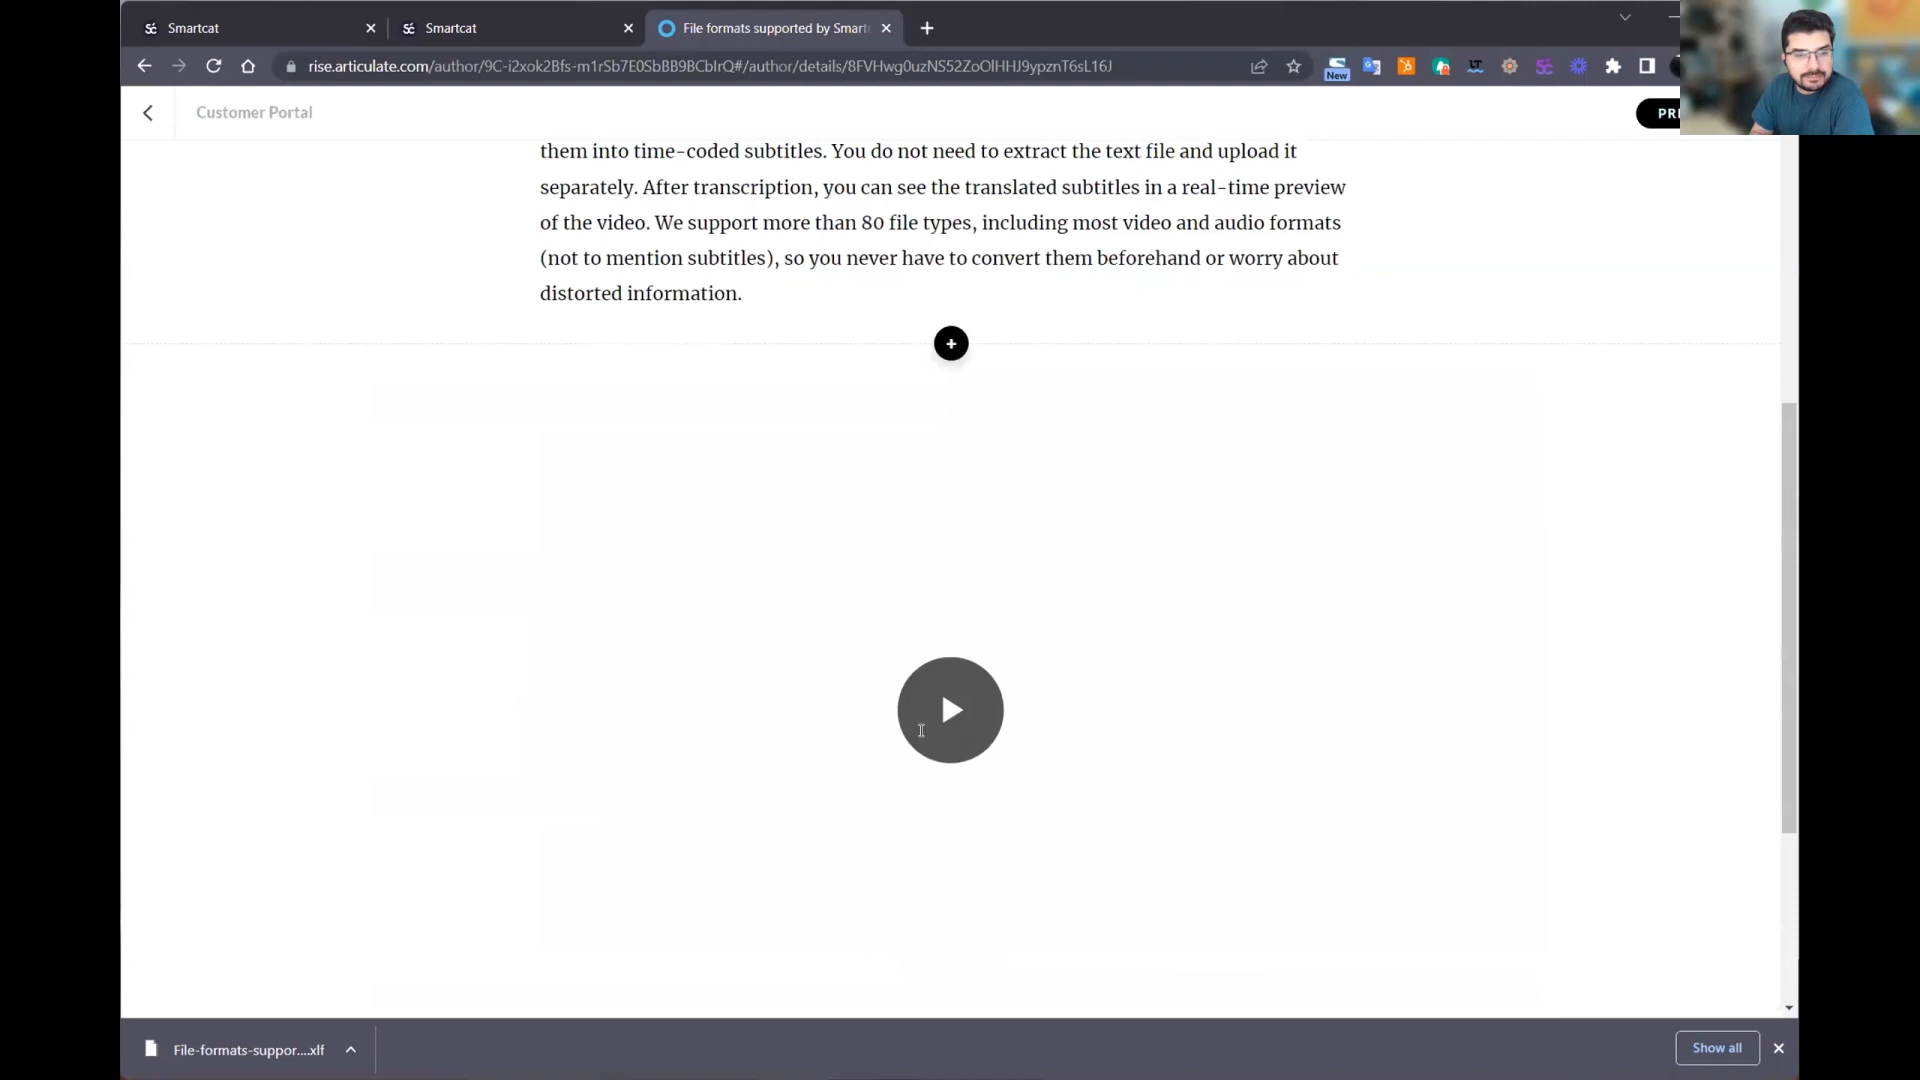 Smartcat
Smartcat
File formats supported by Smart
rise.articulate.com/author/9C-i2xok2Bfs-m1rSb7E0SbBB9BCbIrQ#/author/details/8FVHwg0uzNS52ZoOlHHJ9ypznT6sL16J
New
Customer Portal
PRE
them into time-coded subtitles. You do not need to extract the text file and upload it
separately. After transcription, you can see the translated subtitles in a real-time preview
of the video. We support more than 80 file types, including most video and audio formats
(not to mention subtitles), so you never have to convert them beforehand or worry about
distorted information.
File-formats-suppor....xlf
Show all